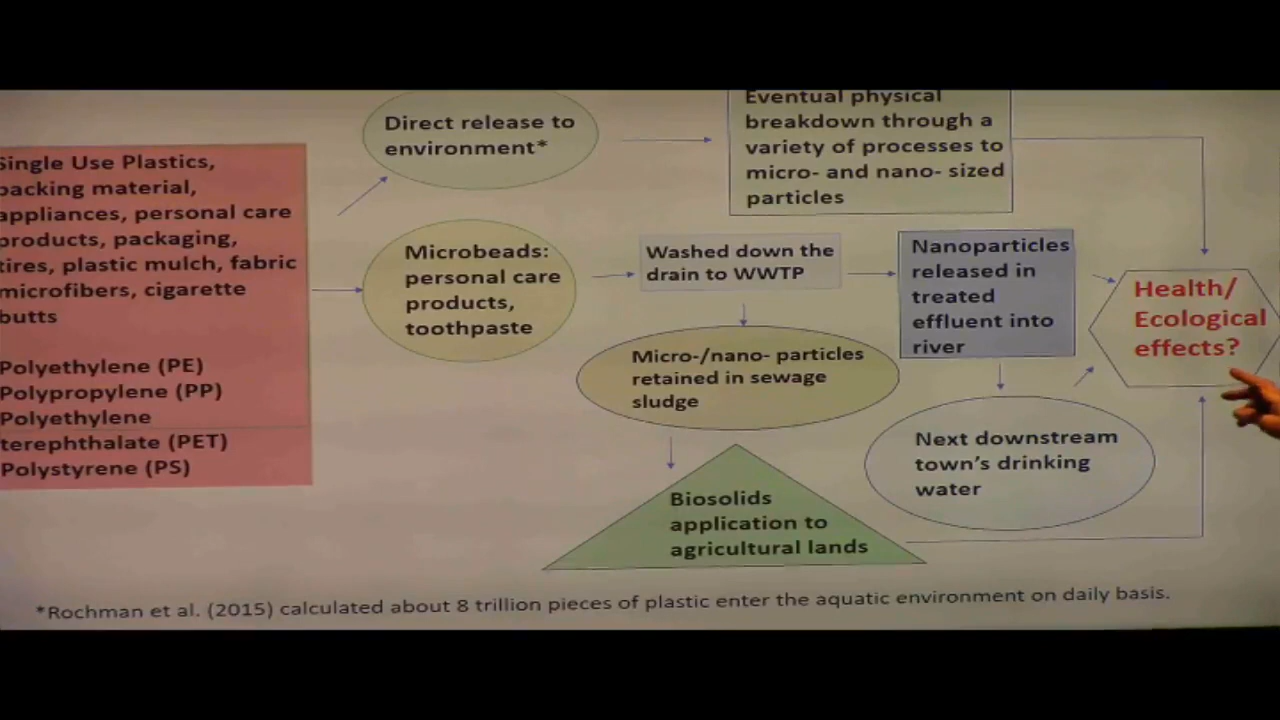 Single Use Plastics,
packing material,
appliances, personal care
products, packaging,
tires, plastic mulch, fabric
microfibers, cigarette
butts
Polyethylene (PE)
Polypropylene (PP)
Polyethylene
terephthalate (PET)
Polystyrene (PS)
Direct release to
environment*
Eventual physical
breakdown through a
variety of processes to
micro- and nano- sized
particles
Microbeads:
personal care
products,
toothpaste
Washed down the
drain to WWTP
Nanoparticles
released in
treated
effluent into
river
Health/
Ecological
effects?
Micro-/nano- particles
retained in sewage
sludge
Next downstream
town's drinking
water
Biosolids
application to
agricultural lands
*Rochman et al. (2015) calculated about 8 trillion pieces of plastic enter the aquatic environment on daily basis.